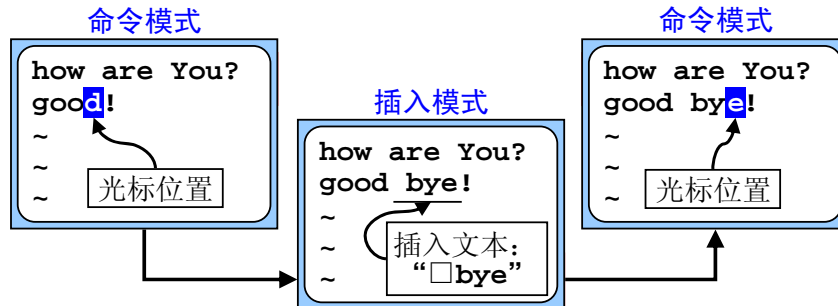 命令模式
how are You?
good!
~
~
~
光标位置
插入模式
how are You?
good bye!
~
~
~
插入文本：
“□bye”
命令模式
how are You?
good bye!
~
~
~
光标位置